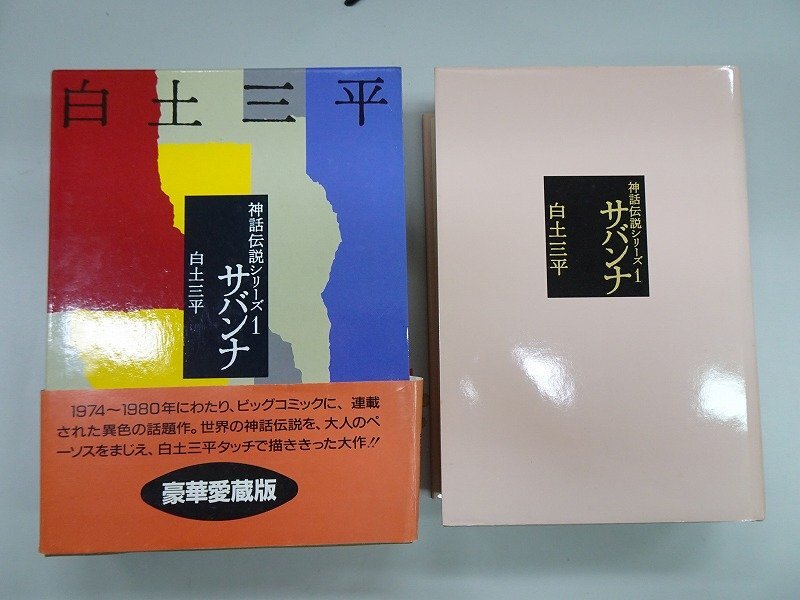 白土三平
神話伝説シリーズ1
サバンナ
白土三平
1974〜1980年にわたり、ビッグコミックに、連載
された異色の話題作。世界の神話伝説を、大人のペ
ーソスをまじえ、白土三平タッチで描ききった大作!!
豪華愛蔵版
神話伝説シリーズ1
サバンナ
白土三平